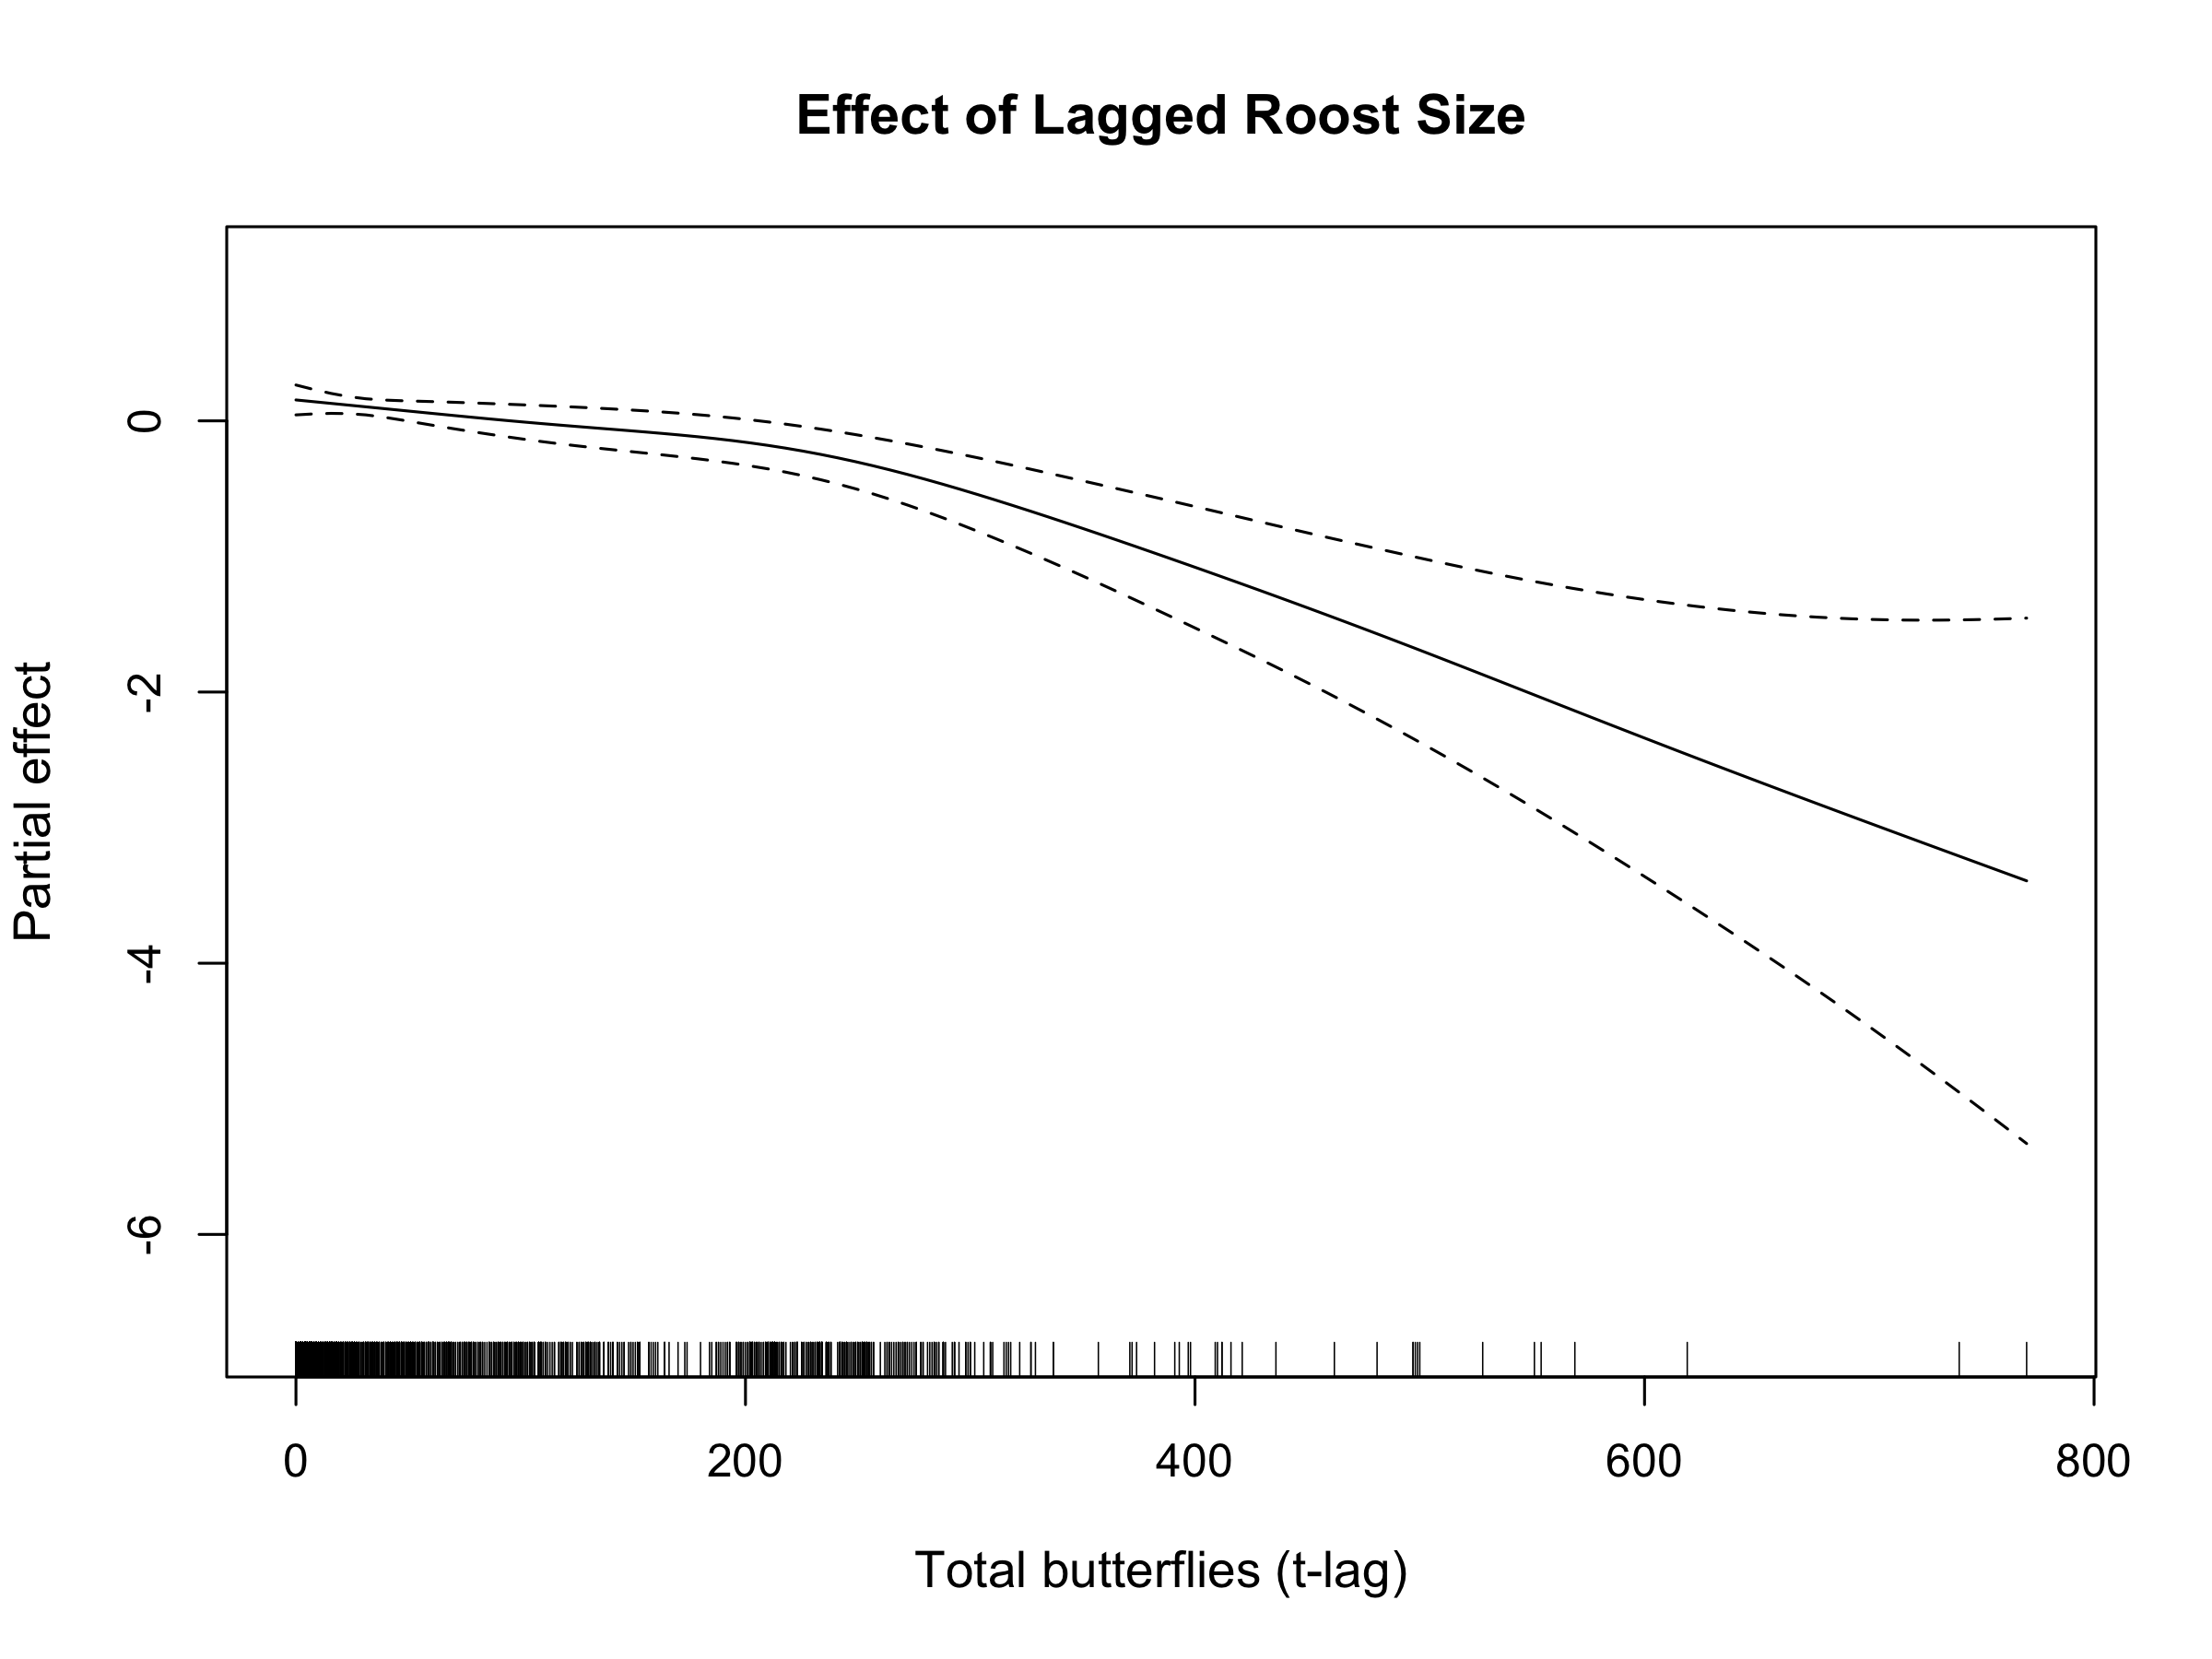 Effect of Lagged Roost Size
Partial effect
0
-2
-4
-6
0 200 400 600 800
Total butterflies (t-lag)